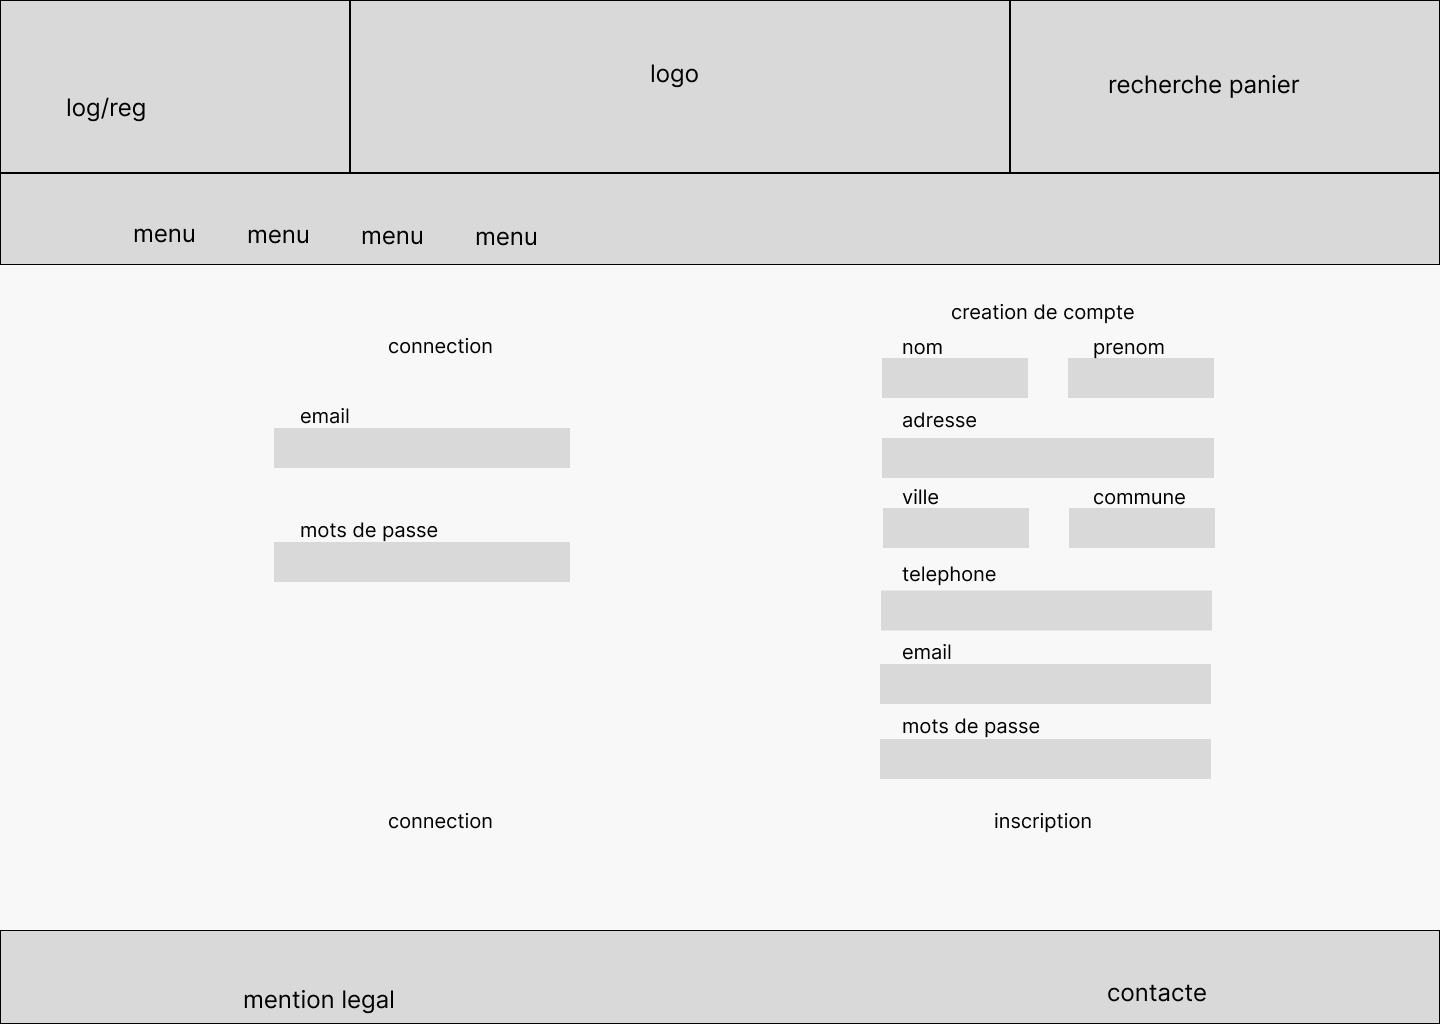 log/reg
logo
recherche panier
menu menu menu menu
connection
email
mots de passe
connection
creation de compte
nom prenom
adresse
ville commune
telephone
email
mots de passe
inscription
mention legal
contacte